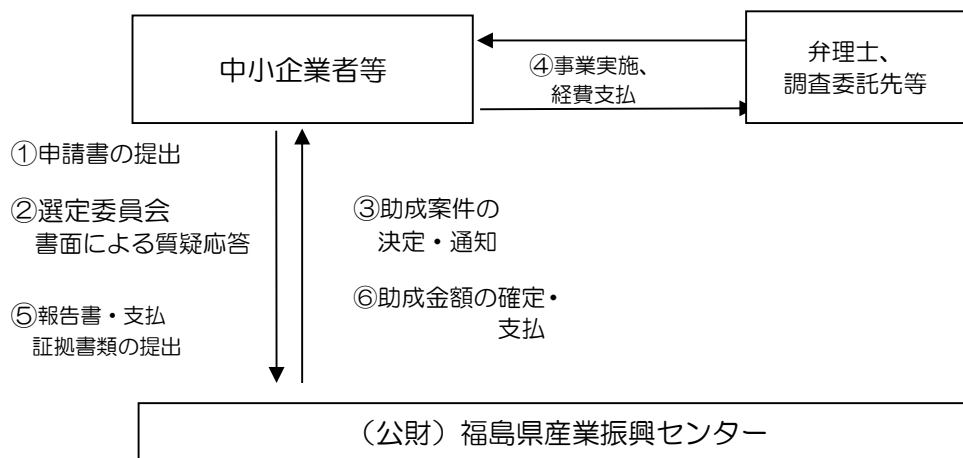 中小企業者等
弁理士、
調査委託先等
④事業実施、
経費支払
①申請書の提出
②選定委員会
書面による質疑応答
③助成案件の
決定・通知
⑤報告書・支払
証拠書類の提出
⑥助成金額の確定・
支払
（公財）福島県産業振興センター